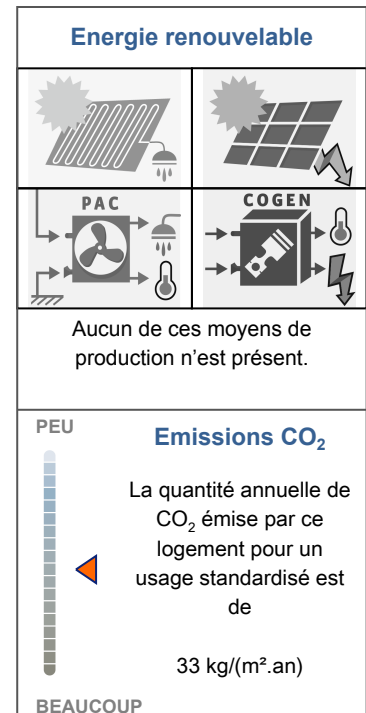 Energie renouvelable
PAC
COGEN
Aucun de ces moyens de
production n'est présent.
PEU
Emissions CO₂
La quantité annuelle de
CO₂ émise par ce
logement pour un
usage standardisé est
de
33 kg/(m².an)
BEAUCOUP